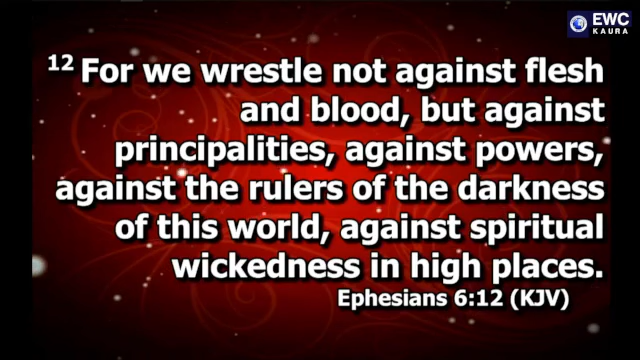 EWC
KAURA
12 For we wrestle not against flesh
and blood, but against
principalities, against powers,
against the rulers of the darkness
of this world, against spiritual
wickedness in high places.
Ephesians 6:12 (KJV)